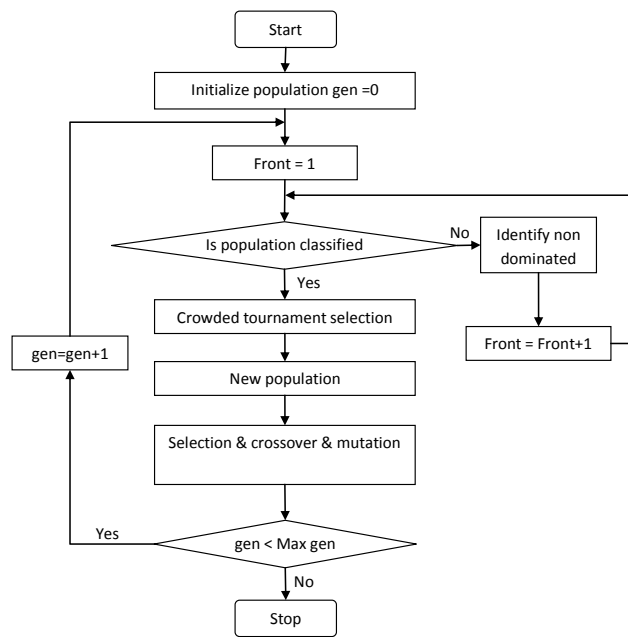 Start
Initialize population gen =0
Front = 1
Is population classified
No
Identify non
dominated
Yes
Crowded tournament selection
gen=gen+1
Front = Front+1
New population
Selection & crossover & mutation
Yes
gen < Max gen
No
Stop